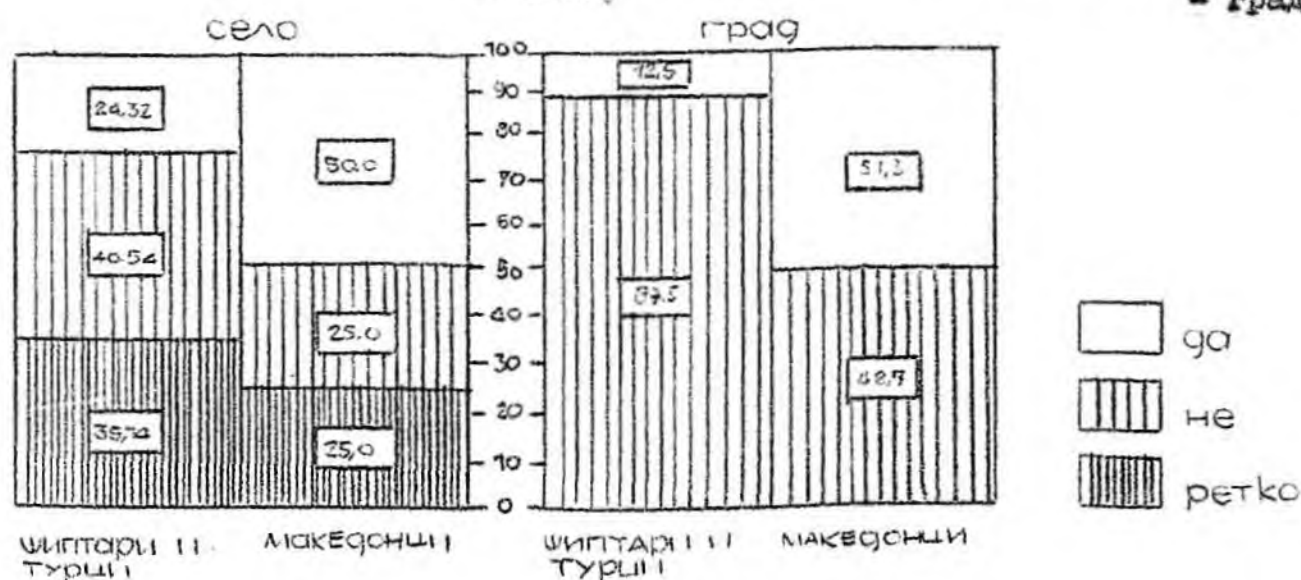 село град
100
90
80
70
60
50
40
30
20
10
0
24.32
40.54
35,14
50.0
25.0
25,0
12,5
87.5
51,3
48,7
да
не
ретко
шиптари и турци
македонци
шиптари и турци
македонци